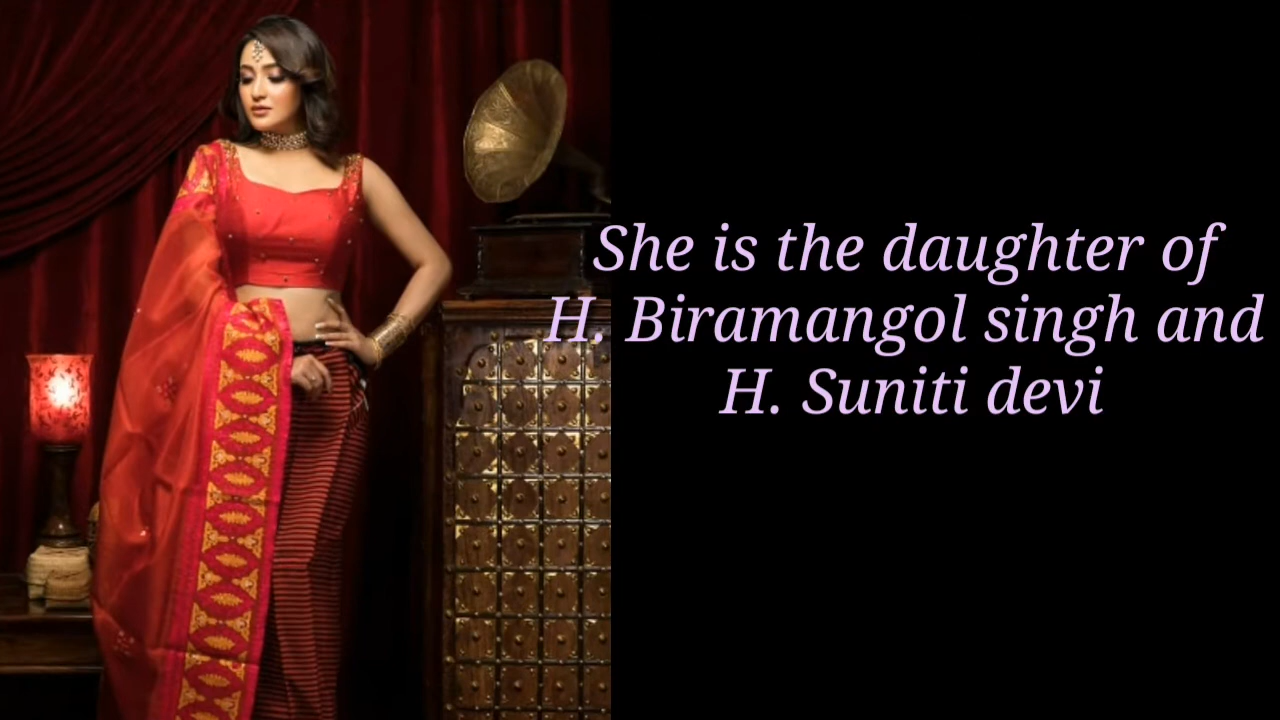 She is the daughter of
H. Biramangol singh and
H. Suniti devi